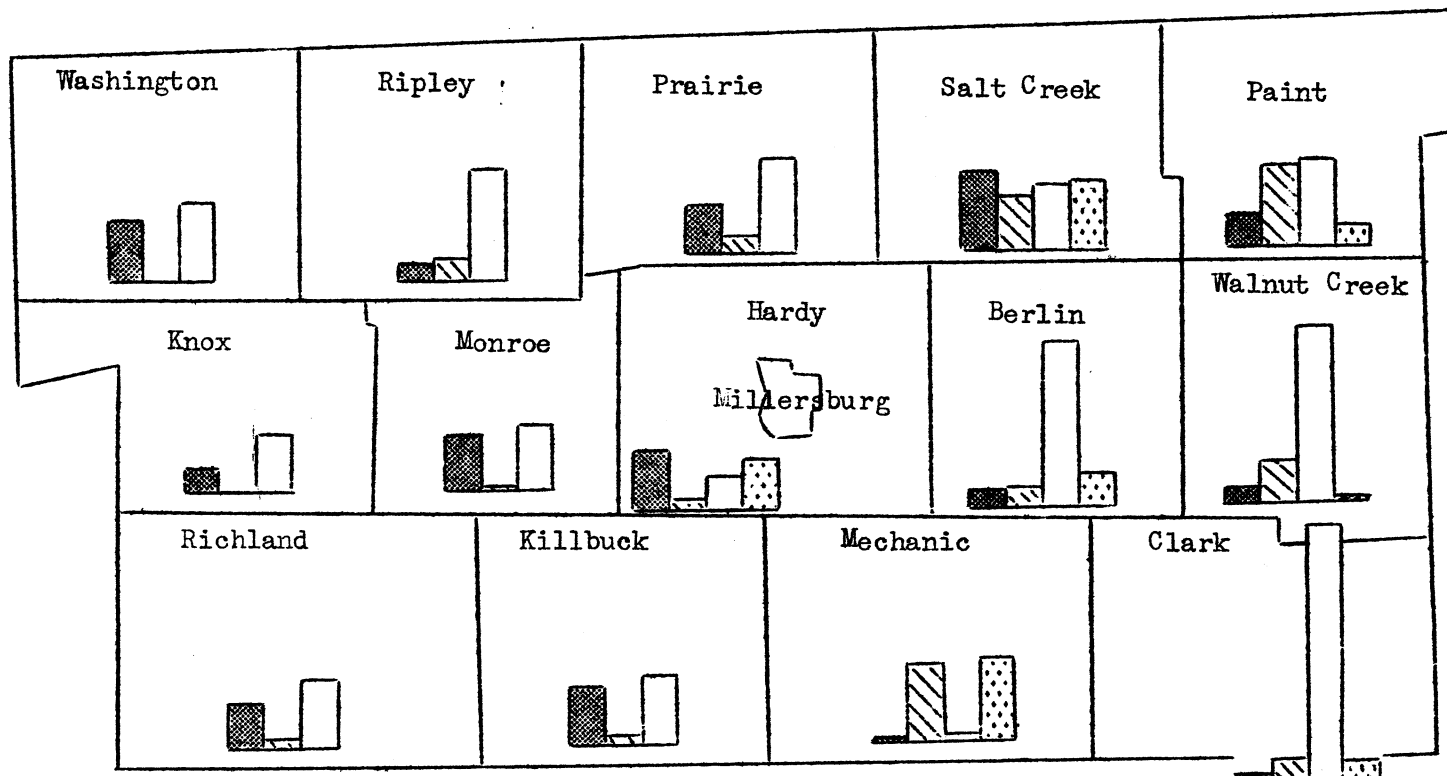 Washington
Ripley
Prairie
Salt Creek
Paint
Knox
Monroe
Hardy
Millersburg
Berlin
Walnut Creek
Richland
Killbuck
Mechanic
Clark